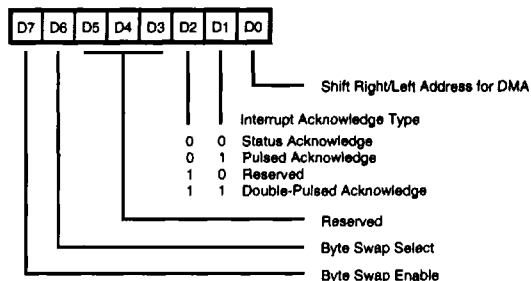 D7 D6 D5 D4 D3 D2 D1 D0
Shift Right/Left Address for DMA
Interrupt Acknowledge Type
0 0 Status Acknowledge
0 1 Pulsed Acknowledge
1 0 Reserved
1 1 Double-Pulsed Acknowledge
Reserved
Byte Swap Select
Byte Swap Enable